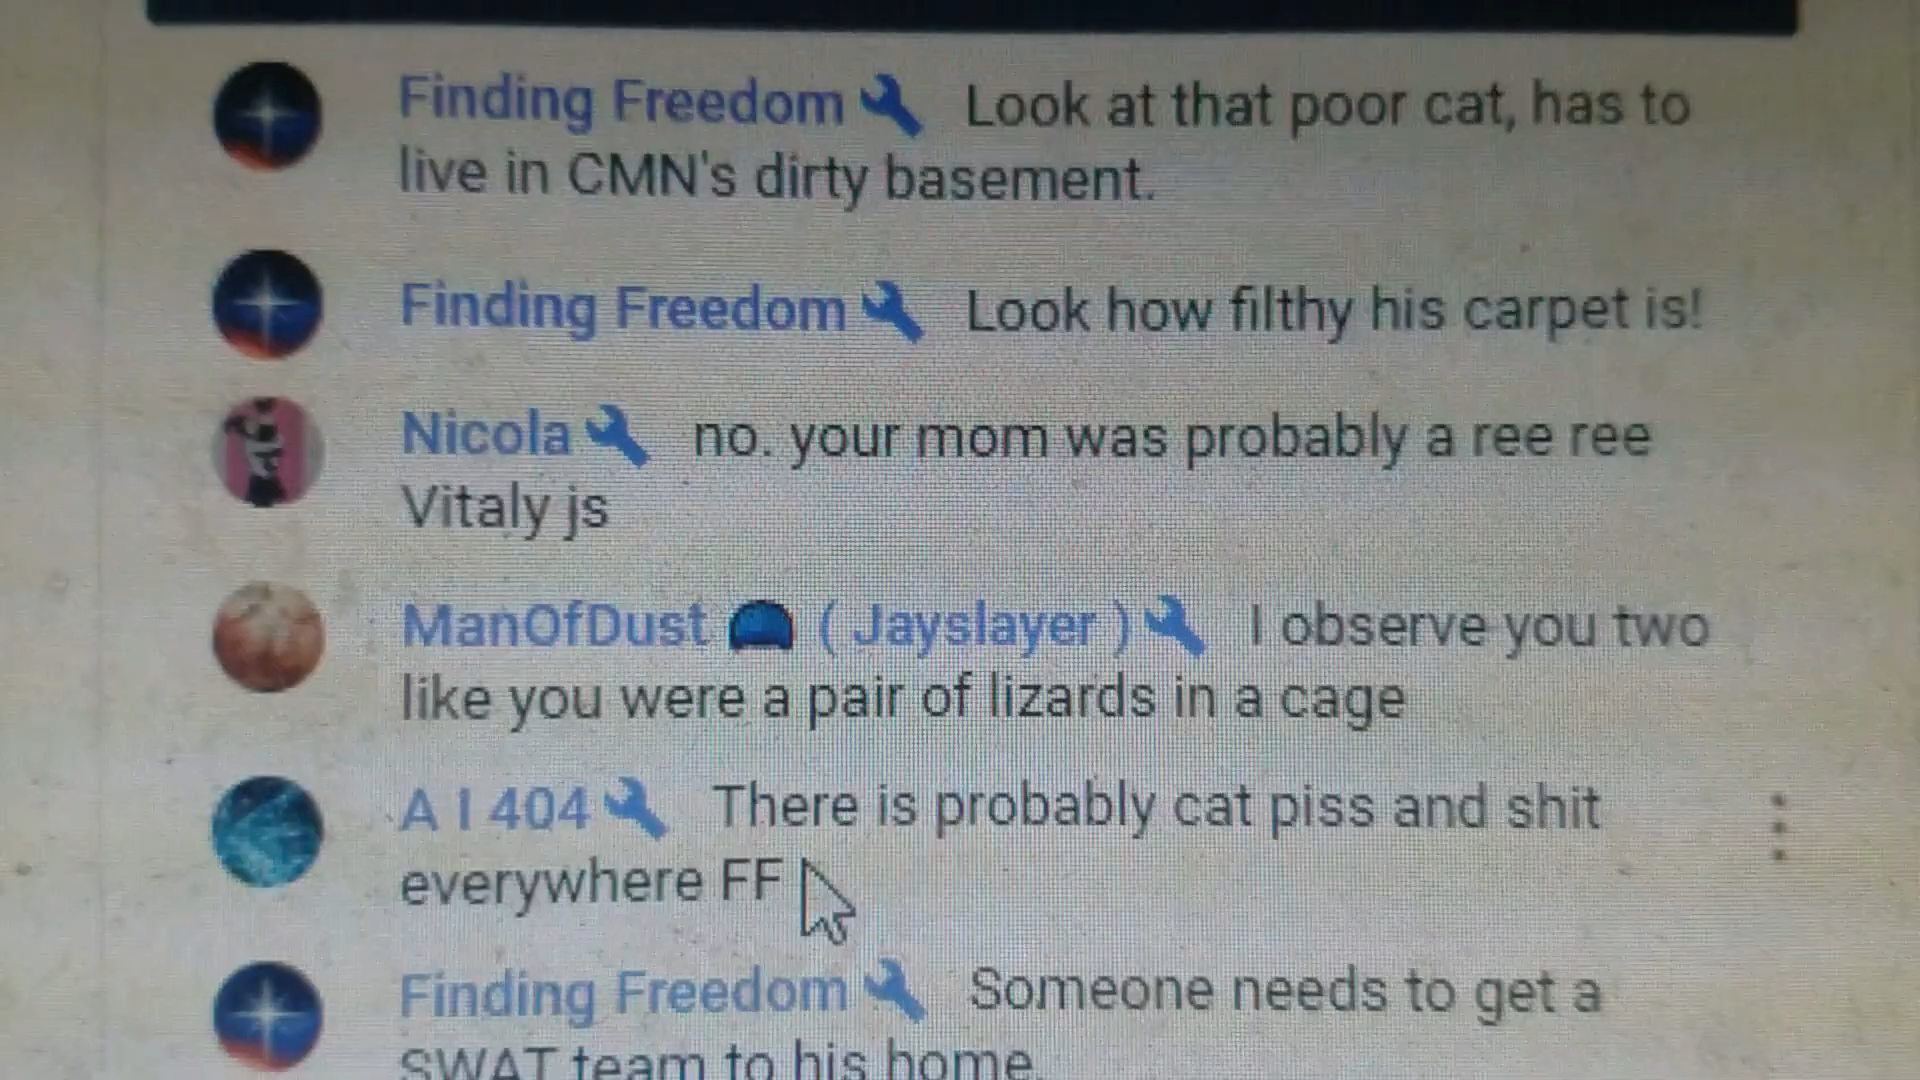 Finding Freedom Look at that poor cat, has to
live in CMN's dirty basement.
Finding Freedom Look how filthy his carpet is!
Nicola no. your mom was probably a ree ree
Vitaly js
ManOfDust ( Jayslayer ) I observe you two
like you were a pair of lizards in a cage
A I 404 There is probably cat piss and shit
everywhere FF
Finding Freedom Someone needs to get a
SWAT team to his home.